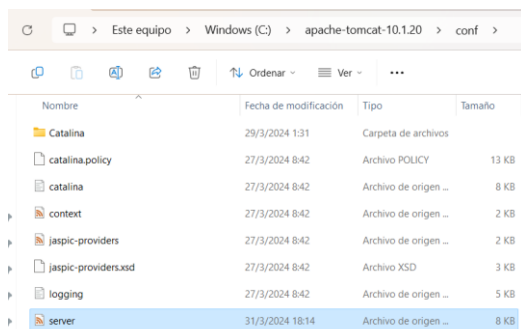 Este equipo > Windows (C:) > apache-tomcat-10.1.20 > conf >
Ordenar Ver ...
Nombre Fecha de modificación Tipo Tamaño
Catalina 29/3/2024 1:31 Carpeta de archivos
catalina.policy 27/3/2024 8:42 Archivo POLICY 13 KB
catalina 27/3/2024 8:42 Archivo de origen ... 8 KB
context 27/3/2024 8:42 Archivo de origen ... 2 KB
jaspic-providers 27/3/2024 8:42 Archivo de origen ... 2 KB
jaspic-providers.xsd 27/3/2024 8:42 Archivo XSD 3 KB
logging 27/3/2024 8:42 Archivo de origen ... 5 KB
server 31/3/2024 18:14 Archivo de origen ... 8 KB